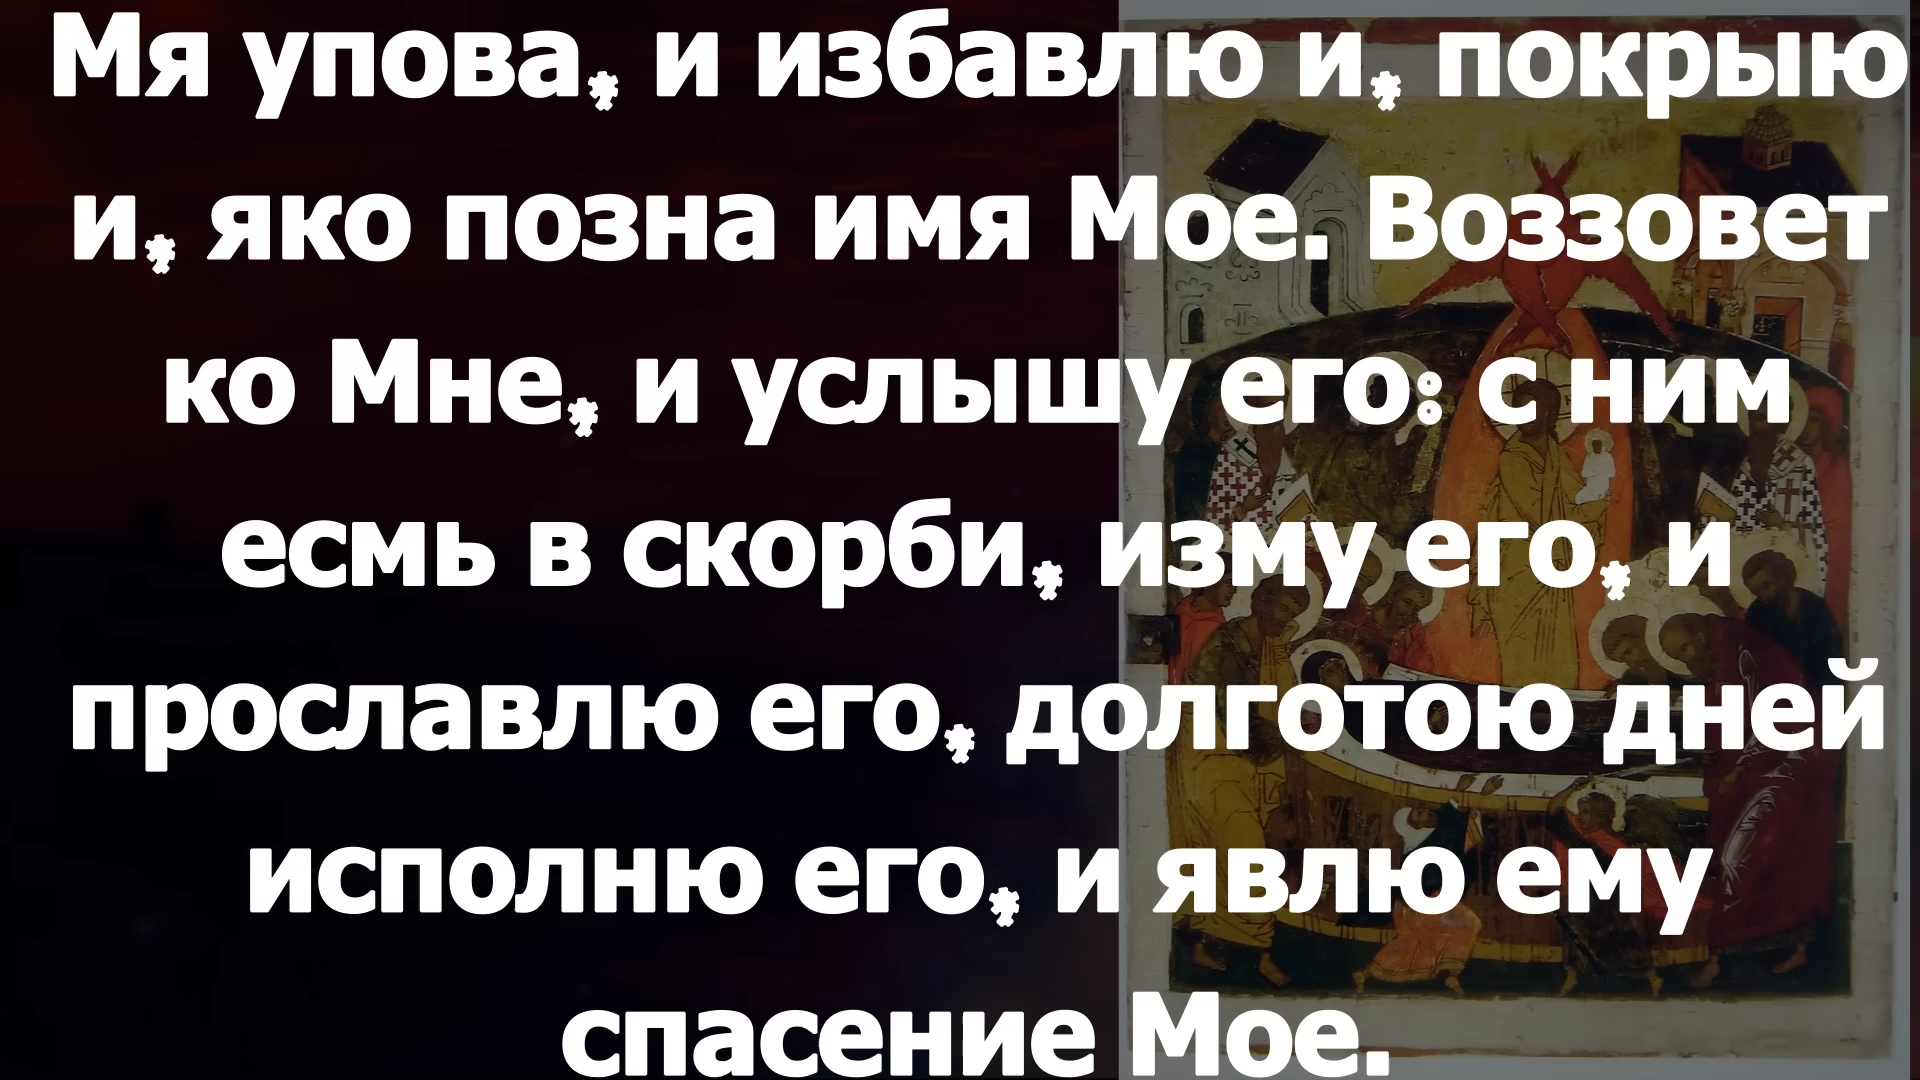 Мя упова, и избавлю и, покрыю
и, яко позна имя Мое. Воззовет
ко Мне, и услышу его: с ним
есмь в скорби, изму его, и
прославлю его, долготою дней
исполню его, и явлю ему
спасение Мое.